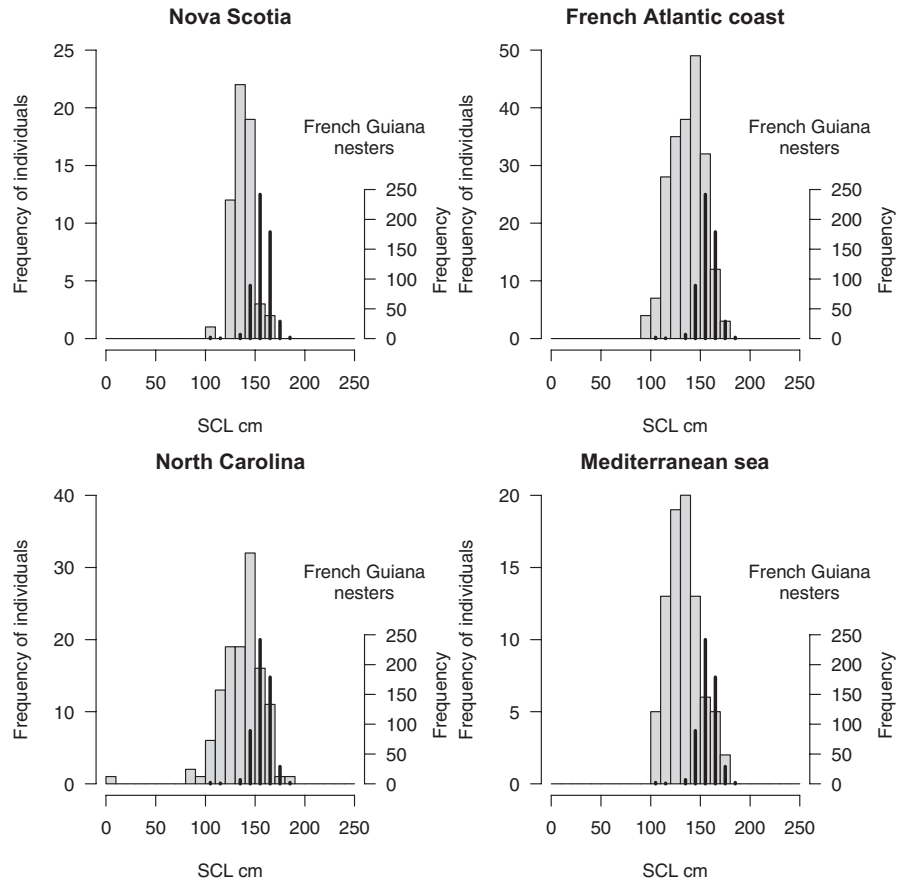 Nova Scotia
25
20
15
10
5
0
Frequency of individuals
French Guiana
nesters
250
200
150
100
50
0
Frequency
0 50 100 150 200 250
SCL cm
French Atlantic coast
50
40
30
20
10
0
Frequency of individuals
French Guiana
nesters
250
200
150
100
50
0
Frequency
0 50 100 150 200 250
SCL cm
North Carolina
40
30
20
10
0
Frequency of individuals
French Guiana
nesters
250
200
150
100
50
0
Frequency
0 50 100 150 200 250
SCL cm
Mediterranean sea
20
15
10
5
0
Frequency of individuals
French Guiana
nesters
250
200
150
100
50
0
Frequency
0 50 100 150 200 250
SCL cm